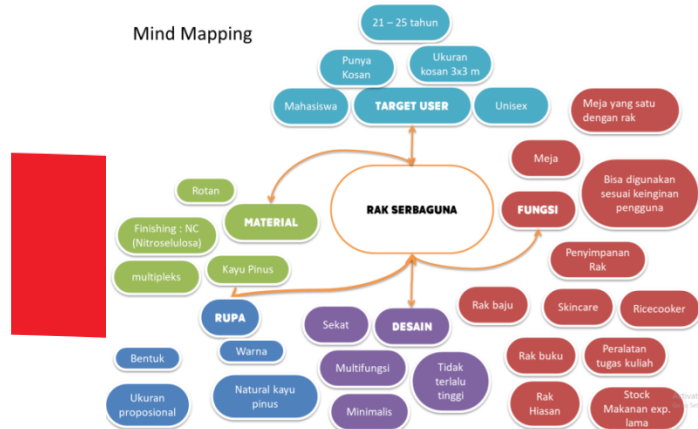 Mind Mapping
21 – 25 tahun
Punya
Kosan
Ukuran
kosan 3x3 m
Mahasiswa
TARGET USER
Unisex
Meja yang satu
dengan rak
Meja
Rotan
MATERIAL
RAK SERBAGUNA
FUNGSI
Bisa digunakan
sesuai keinginan
pengguna
Finishing : NC
(Nitroselulosa)
multipleks
Kayu Pinus
Penyimpanan
Rak
RUPA
Sekat
DESAIN
Rak baju
Skincare
Ricecooker
Bentuk
Warna
Multifungsi
Tidak
terlalu
tinggi
Rak buku
Peralatan
tugas kuliah
Ukuran
proposional
Natural kayu
pinus
Minimalis
Rak
Hiasan
Stock
Makanan exp.
lama